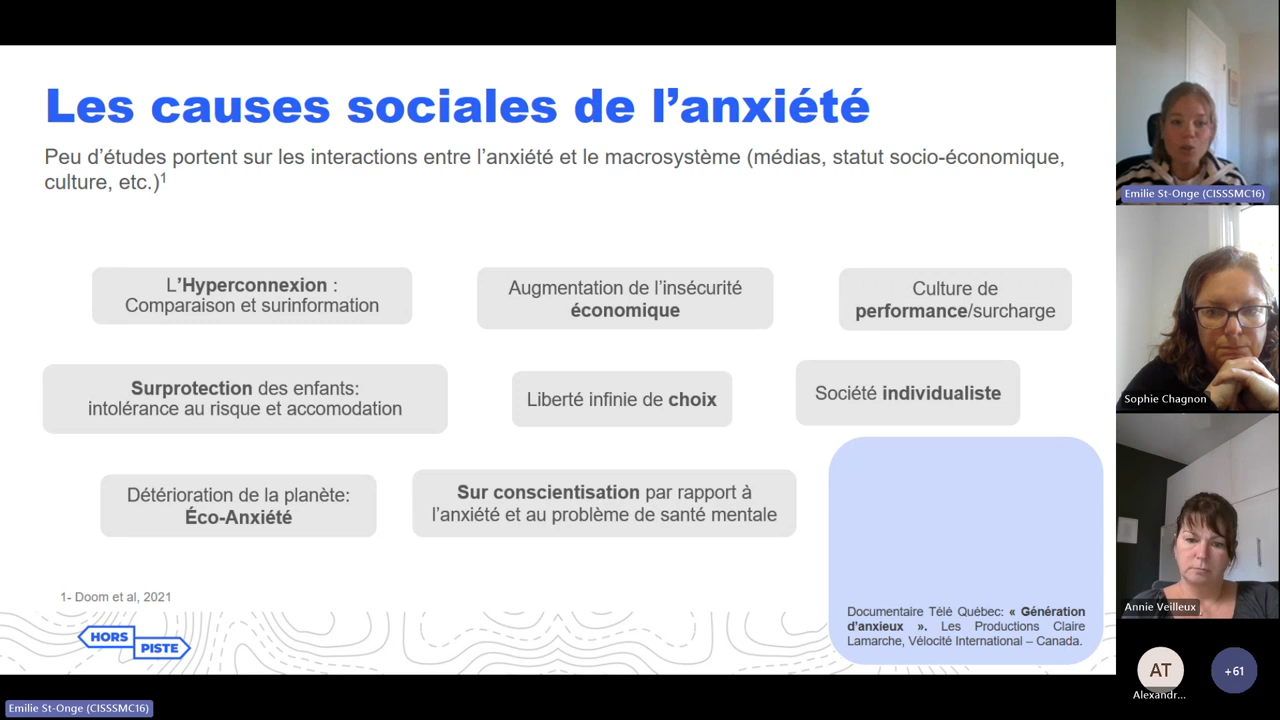 Les causes sociales de l'anxiété
Peu d'études portent sur les interactions entre l'anxiété et le macrosystème (médias, statut socio-économique,
culture, etc.)¹
L'Hyperconnexion :
Comparaison et surinformation
Augmentation de l'insécurité
économique
Culture de
performance/surcharge
Surprotection des enfants:
intolérance au risque et accomodation
Liberté infinie de choix
Société individualiste
Détérioration de la planète:
Éco-Anxiété
Sur conscientisation par rapport à
l'anxiété et au problème de santé mentale
Documentaire Télé Québec: « Génération
d'anxieux ». Les Productions Claire
Lamarche, Vélocité International – Canada.
1- Doom et al, 2021
HORS
PISTE
Emilie St-Onge (CISSSMC16)
Emilie St-Onge (CISSSMC16)
Sophie Chagnon
Annie Veilleux
AT
Alexandr...
+61